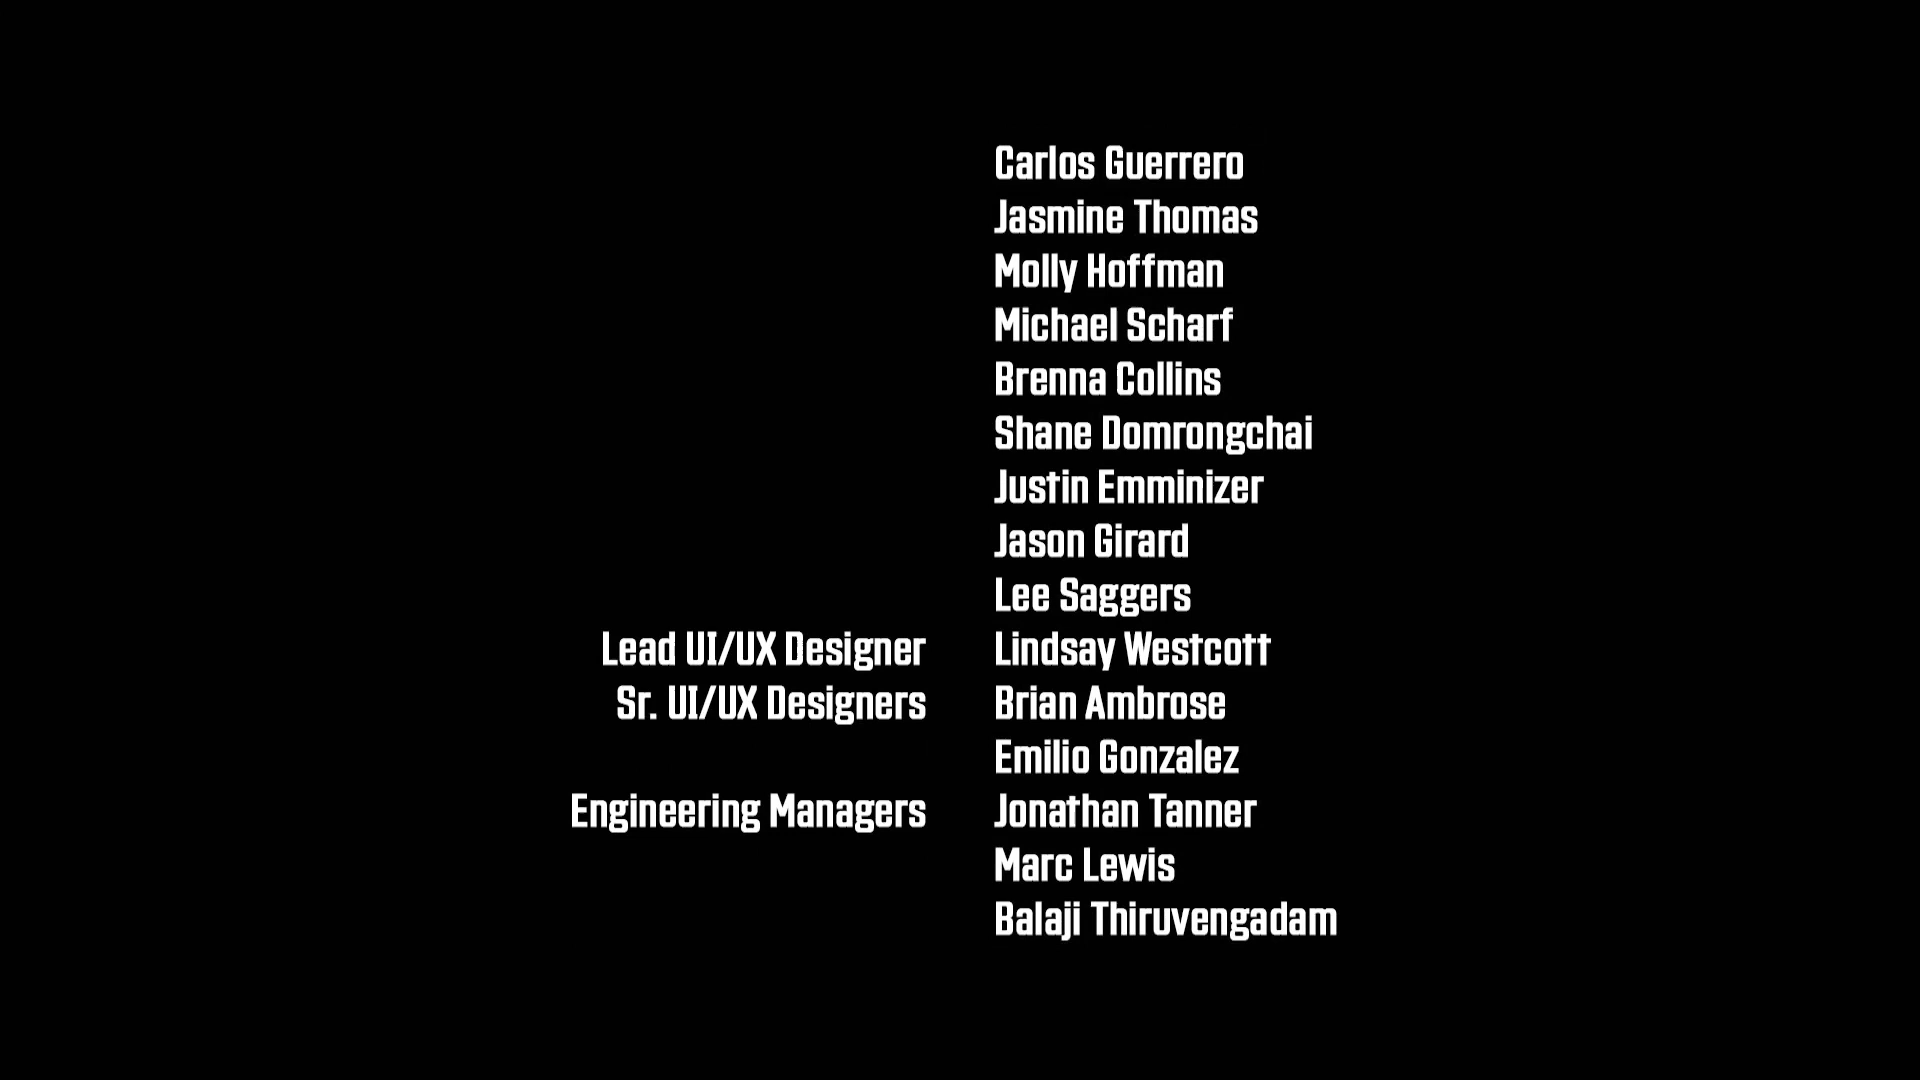 Carlos Guerrero
Jasmine Thomas
Molly Hoffman
Michael Scharf
Brenna Collins
Shane Domrongchai
Justin Emminizer
Jason Girard
Lee Saggers
Lead UI/UX Designer Lindsay Westcott
Sr. UI/UX Designers Brian Ambrose
Emilio Gonzalez
Engineering Managers Jonathan Tanner
Marc Lewis
Balaji Thiruvengadam